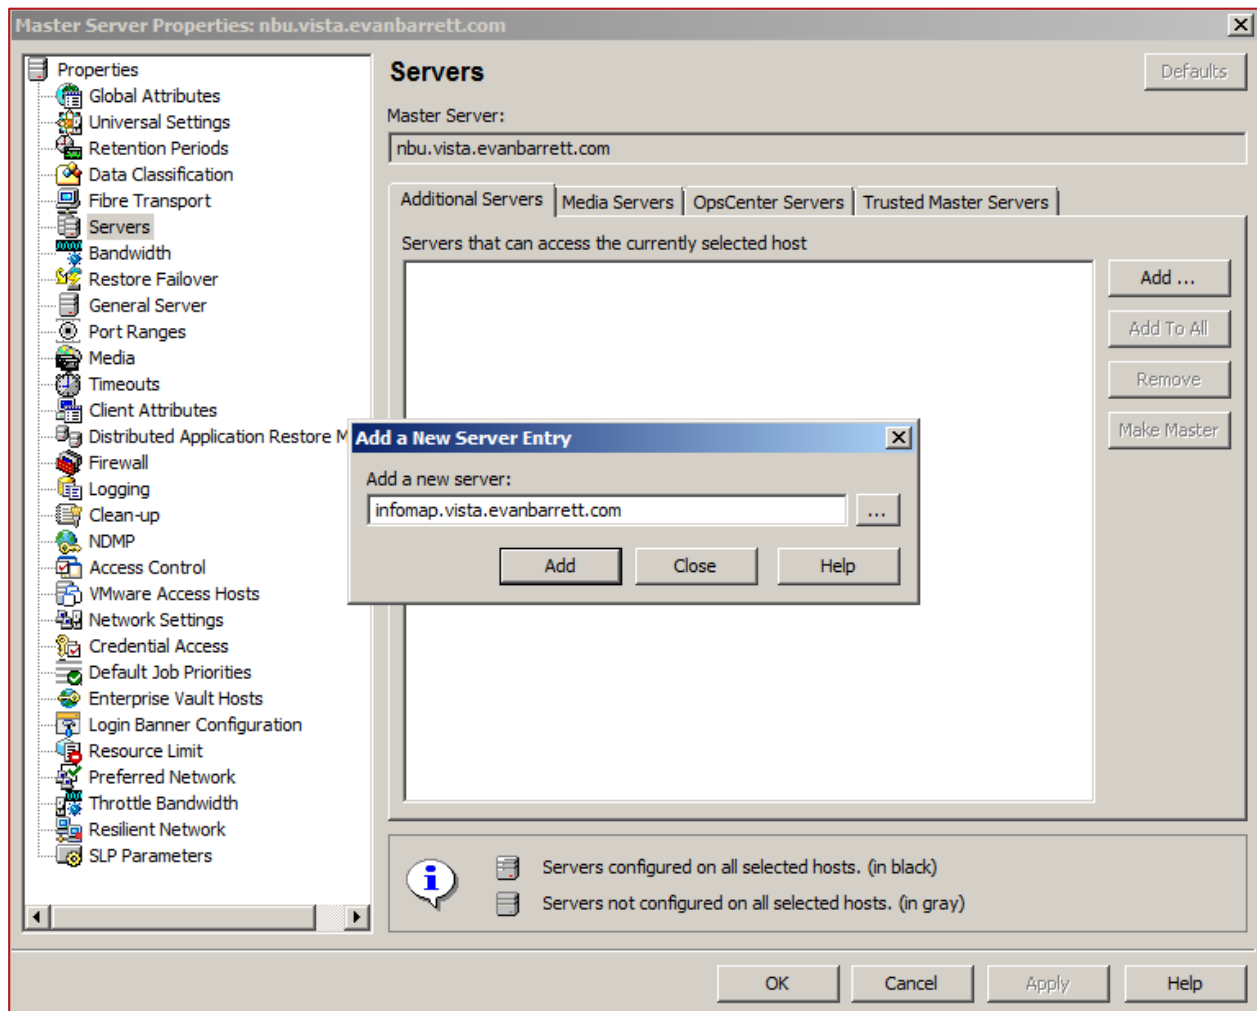 Master Server Properties: nbu.vista.evanbarrett.com
Properties
Global Attributes
Universal Settings
Retention Periods
Data Classification
Fibre Transport
Servers
Bandwidth
Restore Failover
General Server
Port Ranges
Media
Timeouts
Client Attributes
Distributed Application Restore M
Firewall
Logging
Clean-up
NDMP
Access Control
VMware Access Hosts
Network Settings
Credential Access
Default Job Priorities
Enterprise Vault Hosts
Login Banner Configuration
Resource Limit
Preferred Network
Throttle Bandwidth
Resilient Network
SLP Parameters
Servers
Defaults
Master Server:
nbu.vista.evanbarrett.com
Additional Servers Media Servers OpsCenter Servers Trusted Master Servers
Servers that can access the currently selected host
Add ...
Add To All
Remove
Make Master
Add a New Server Entry
Add a new server:
infomap.vista.evanbarrett.com
...
Add Close Help
Servers configured on all selected hosts. (in black)
Servers not configured on all selected hosts. (in gray)
OK Cancel Apply Help